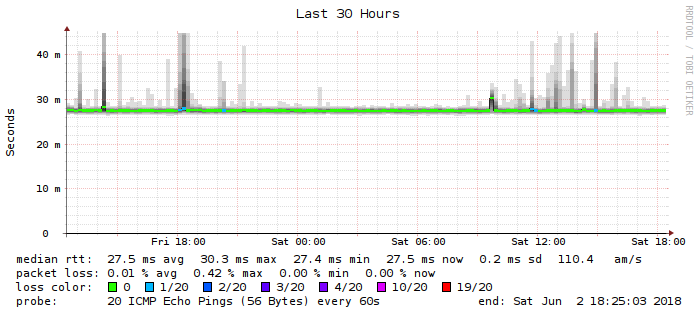 Last 30 Hours
RRDTOOL / TOBI OETIKER
Seconds
40 m
30 m
20 m
10 m
0
Fri 18:00 Sat 00:00 Sat 06:00 Sat 12:00 Sat 18:00
median rtt: 27.5 ms avg 30.3 ms max 27.4 ms min 27.5 ms now 0.2 ms sd 110.4 am/s
packet loss: 0.01 % avg 0.42 % max 0.00 % min 0.00 % now
loss color: 0 1/20 2/20 3/20 4/20 10/20 19/20
probe: 20 ICMP Echo Pings (56 Bytes) every 60s end: Sat Jun 2 18:25:03 2018